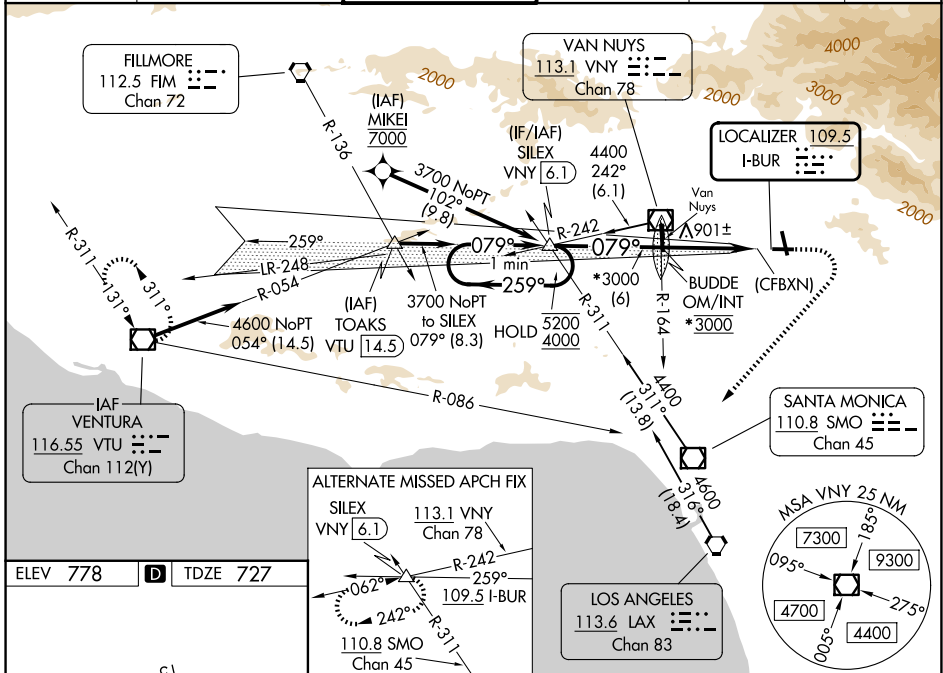 FILLMORE
112.5 FIM
Chan 72
VAN NUYS
113.1 VNY
Chan 78
LOCALIZER 109.5
I-BUR
4000
3000
2000
2000
2000
(IAF)
MIKEI
7000
(IF/IAF)
SILEX
VNY 6.1
4400
242°
(6.1)
Van
Nuys
901±
R-136
3700 NoPT
102°
(9.8)
R-242
259°
079°
079°
1 min
259°
*3000
(6)
BUDDE
OM/INT
*3000
(CFBXN)
R-311
131°
311°
LR-248
R-054
4600 NoPT
054° (14.5)
(IAF)
TOAKS
VTU 14.5
3700 NoPT
to SILEX
079° (8.3)
HOLD
5200
4000
R-311
R-164
R-086
4400
311°
(13.8)
4600
316°
(18.4)
IAF
VENTURA
116.55 VTU
Chan 112(Y)
SANTA MONICA
110.8 SMO
Chan 45
LOS ANGELES
113.6 LAX
Chan 83
ALTERNATE MISSED APCH FIX
SILEX
VNY 6.1
113.1 VNY
Chan 78
R-242
259°
109.5 I-BUR
062°
242°
R-311
110.8 SMO
Chan 45
MSA VNY 25 NM
7300
185°
9300
095°
275°
4700
4400
005°
ELEV 778
D
TDZE 727